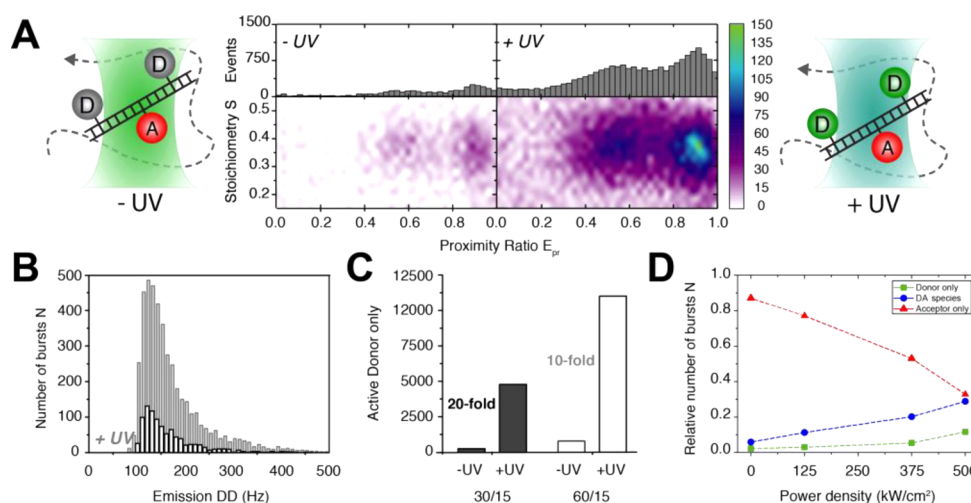 A
D
D
A
- UV
Events
1500
750
0
- UV
+ UV
Stoichiometry S
0.5
0.4
0.3
0.2
0.0 0.2 0.4 0.6 0.8 0.0 0.2 0.4 0.6 0.8 1.0
Proximity Ratio Epr
150
135
120
105
90
75
60
45
30
15
0
D
D
A
+ UV
B
Number of bursts N
500
400
300
200
100
0
+ UV
0 100 200 300 400 500
Emission DD (Hz)
C
Active Donor only
12500
10000
7500
5000
2500
0
20-fold
10-fold
-UV +UV -UV +UV
30/15 60/15
D
Relative number of bursts N
1.0
0.8
0.6
0.4
0.2
0.0
Donor only
DA species
Acceptor only
0 125 250 375 500
Power density (kW/cm²)